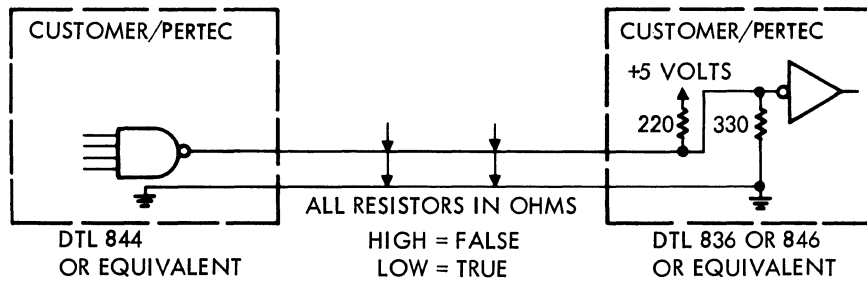 CUSTOMER/PERTEC
CUSTOMER/PERTEC
+5 VOLTS
220
330
ALL RESISTORS IN OHMS
HIGH = FALSE
LOW = TRUE
DTL 844
OR EQUIVALENT
DTL 836 OR 846
OR EQUIVALENT